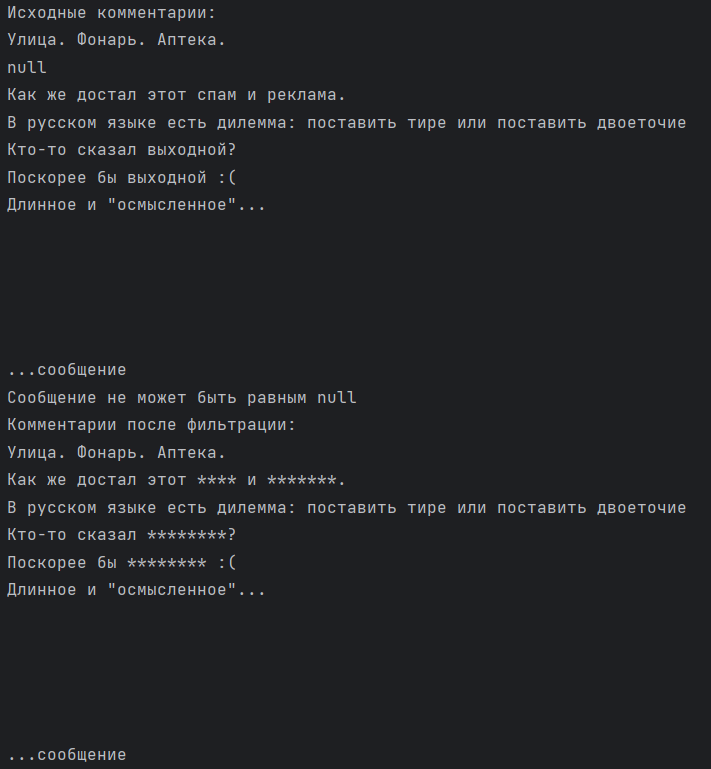 Исходные комментарии:
Улица. Фонарь. Аптека.
null
Как же достал этот спам и реклама.
В русском языке есть дилемма: поставить тире или поставить двоеточие
Кто-то сказал выходной?
Поскорее бы выходной :(
Длинное и "осмысленное"...
...сообщение
Сообщение не может быть равным null
Комментарии после фильтрации:
Улица. Фонарь. Аптека.
Как же достал этот **** и *******.
В русском языке есть дилемма: поставить тире или поставить двоеточие
Кто-то сказал ********?
Поскорее бы ******** :(
Длинное и "осмысленное"...
...сообщение